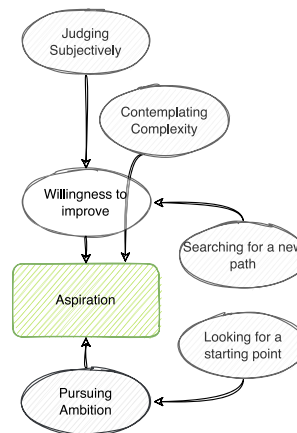 Judging
Subjectively
Contemplating
Complexity
Willingness to
improve
Searching for a new
path
Aspiration
Looking for a
starting point
Pursuing
Ambition